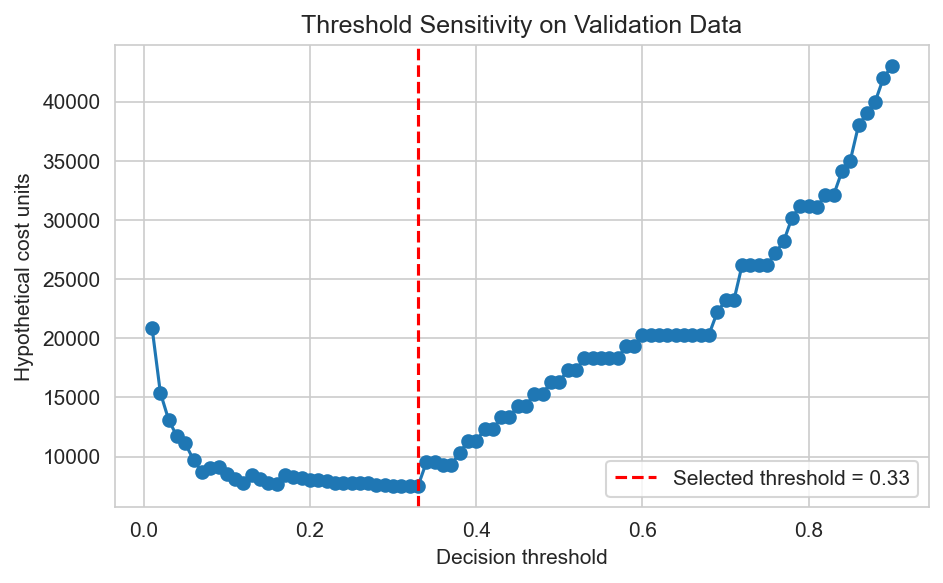 Threshold Sensitivity on Validation Data
Hypothetical cost units
40000
35000
30000
25000
20000
15000
10000
Selected threshold = 0.33
0.0 0.2 0.4 0.6 0.8
Decision threshold